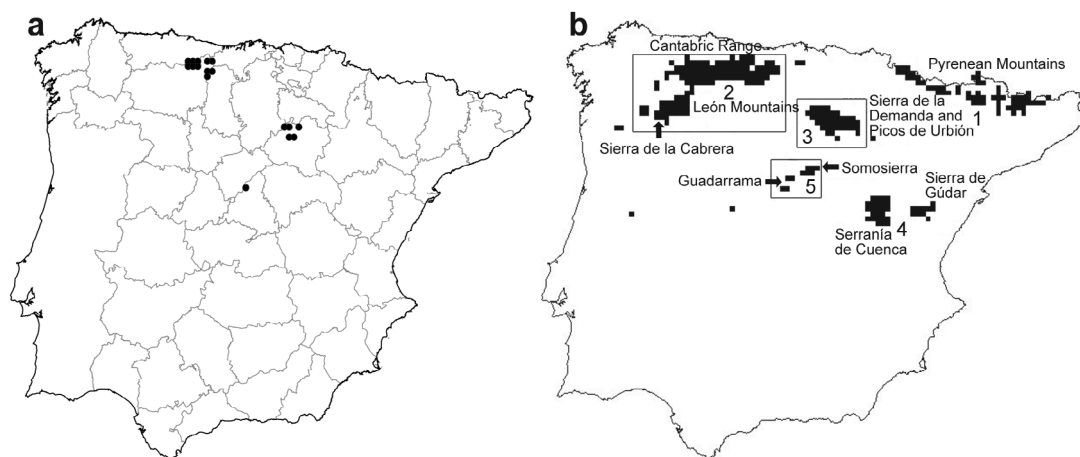 a
b
Cantabric Range
Pyrenean Mountains
2
León Mountains
1
Sierra de la
Demanda and
Picos de Urbión
3
Sierra de la Cabrera
Somosierra
Guadarrama
5
Sierra de
Gúdar
4
Serranía
de Cuenca